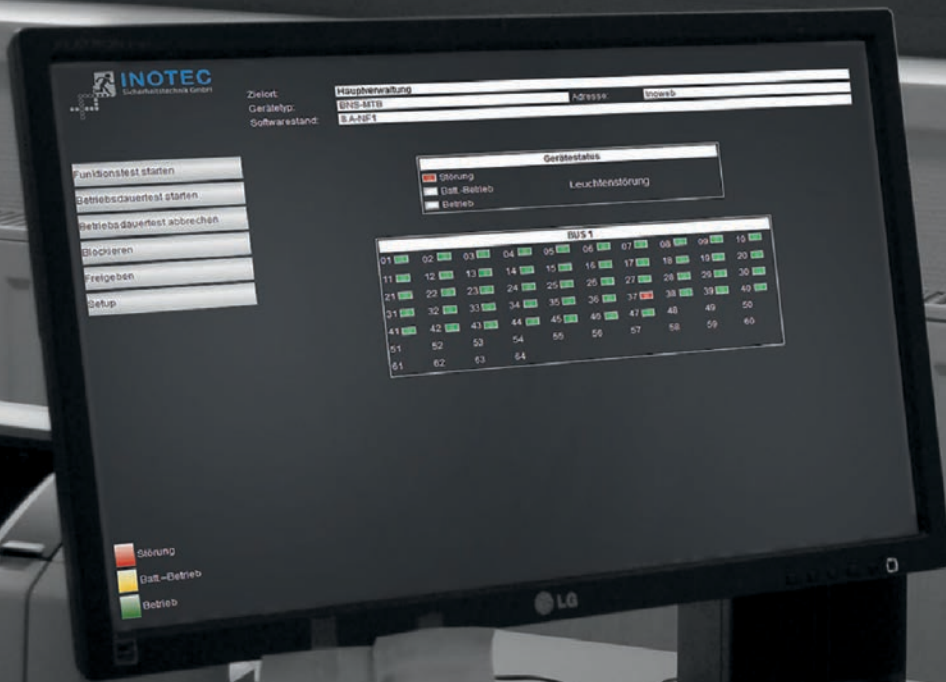 INOTEC
Sicherheitstechnik GmbH
Zielort: Hauptverwaltung
Gerätetyp: BNS-MTB Adresse: Inoweb
Softwarestand: 8.A-NF1
Funktionstest starten
Betriebsdauertest starten
Betriebsdauertest abbrechen
Blockieren
Freigeben
Setup
Gerätestatus
Störung
Batt.-Betrieb Leuchtenstörung
Betrieb
BUS 1
01 02 03 04 05 06 07 08 09 10
11 12 13 14 15 16 17 18 19 20
21 22 23 24 25 26 27 28 29 30
31 32 33 34 35 36 37 38 39 40
41 42 43 44 45 46 47 48 49 50
51 52 53 54 55 56 57 58 59 60
61 62 63 64
Störung
Batt.-Betrieb
Betrieb
LG